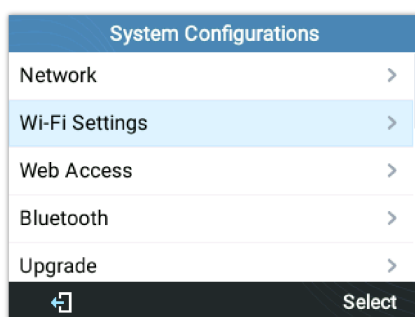 System Configurations
Network
Wi-Fi Settings
Web Access
Bluetooth
Upgrade
Select